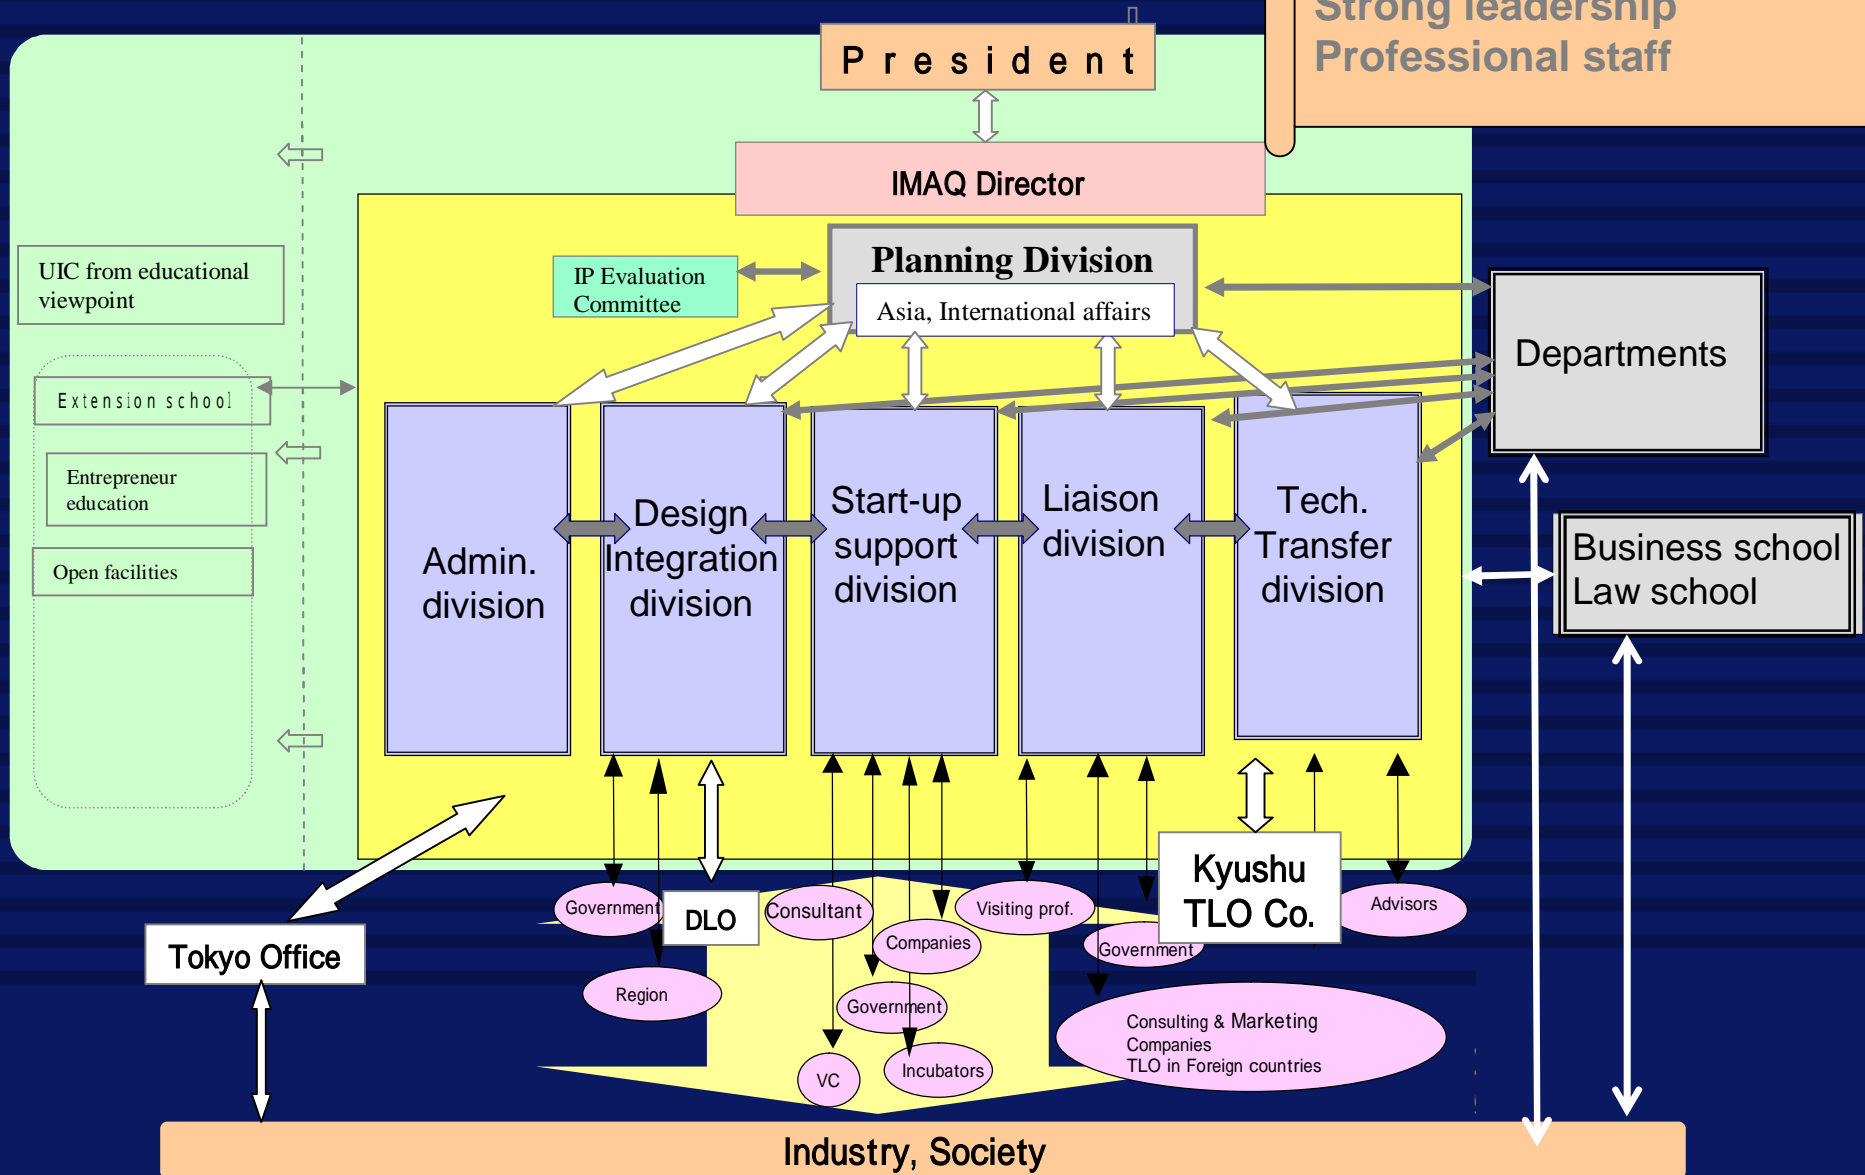 Strong leadership
Professional staff
President
IMAQ Director
Planning Division
Asia, International affairs
IP Evaluation
Committee
UIC from educational
viewpoint
Extension school
Entrepreneur
education
Open facilities
Departments
Business school
Law school
Admin.
division
Design
Integration
division
Start-up
support
division
Liaison
division
Tech.
Transfer
division
Kyushu
TLO Co.
Government
DLO
Consultant
Companies
Visiting prof.
Government
Advisors
Tokyo Office
Region
Government
VC
Incubators
Consulting & Marketing
Companies
TLO in Foreign countries
Industry, Society